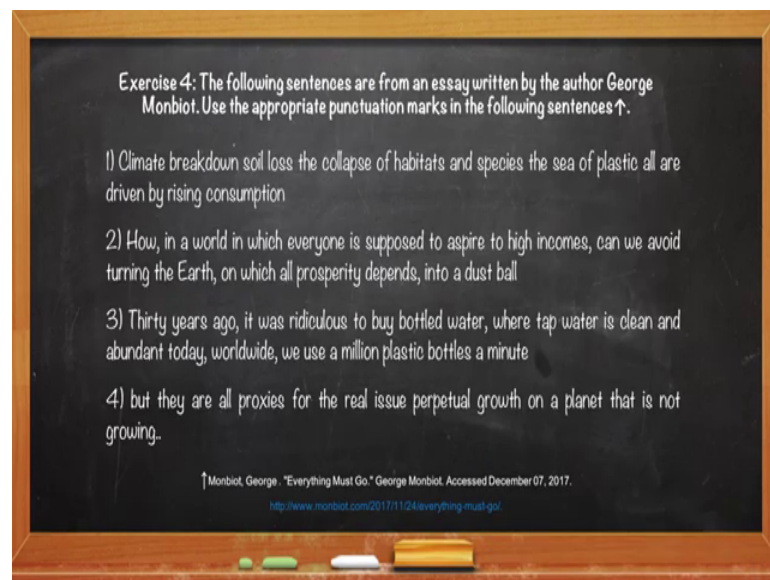 Exercise 4: The following sentences are from an essay written by the author George
Monbiot. Use the appropriate punctuation marks in the following sentences↑.
1) Climate breakdown soil loss the collapse of habitats and species the sea of plastic all are
driven by rising consumption
2) How, in a world in which everyone is supposed to aspire to high incomes, can we avoid
turning the Earth, on which all prosperity depends, into a dust ball
3) Thirty years ago, it was ridiculous to buy bottled water, where tap water is clean and
abundant today, worldwide, we use a million plastic bottles a minute
4) but they are all proxies for the real issue perpetual growth on a planet that is not
growing..
↑Monbiot, George . "Everything Must Go." George Monbiot. Accessed December 07, 2017.
http://www.monbiot.com/2017/11/24/everything-must-go/